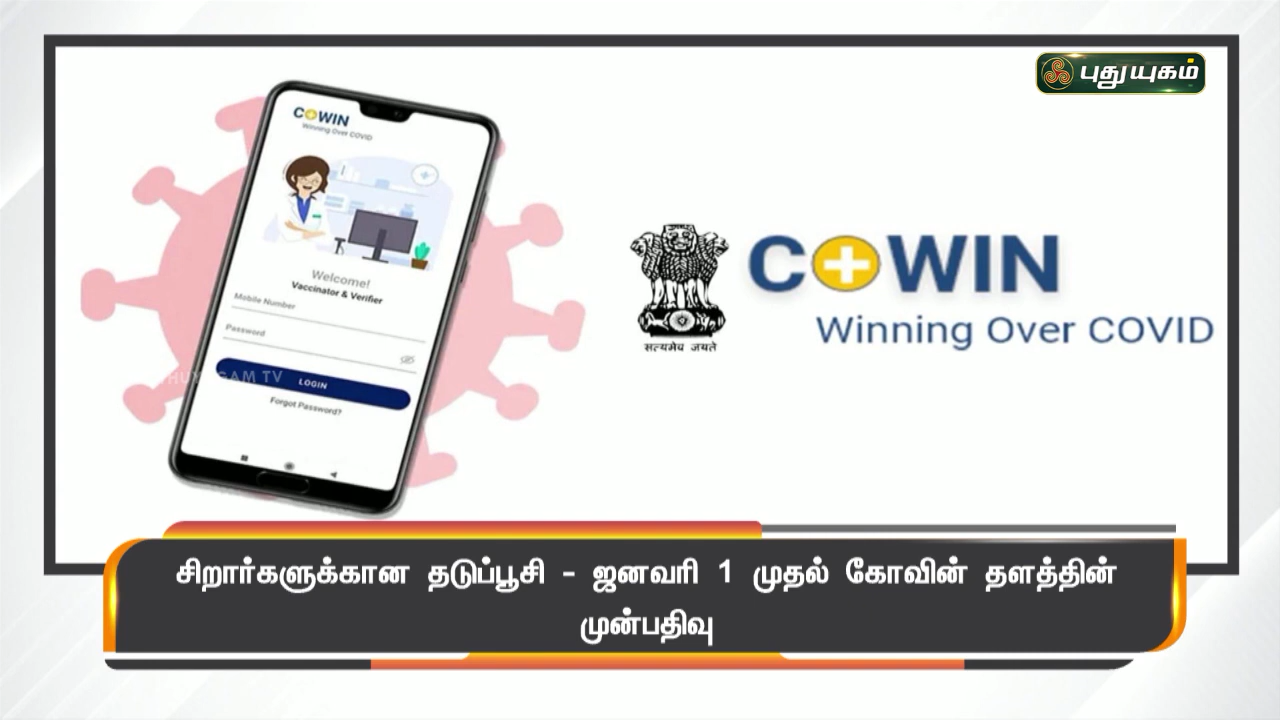 புதுயுகம்
COWIN
Winning Over COVID
Welcome!
Vaccinator & Verifier
Mobile Number
Password
LOGIN
Forgot Password?
COWIN
Winning Over COVID
सत्यमेव जयते
சிறார்களுக்கான தடுப்பூசி - ஜனவரி 1 முதல் கோவின் தளத்தின்
முன்பதிவு